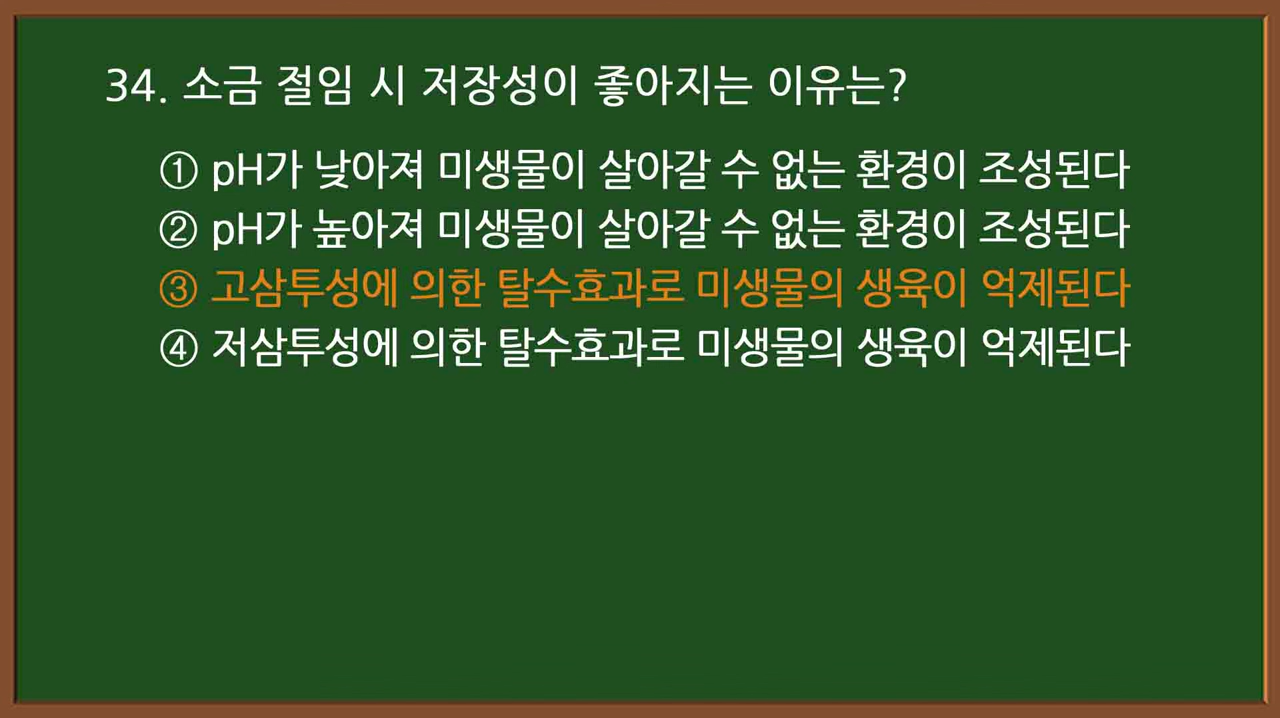 34. 소금 절임 시 저장성이 좋아지는 이유는?
① pH가 낮아져 미생물이 살아갈 수 없는 환경이 조성된다
② pH가 높아져 미생물이 살아갈 수 없는 환경이 조성된다
③ 고삼투성에 의한 탈수효과로 미생물의 생육이 억제된다
④ 저삼투성에 의한 탈수효과로 미생물의 생육이 억제된다